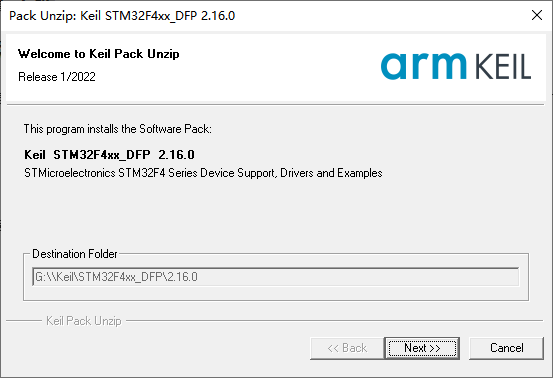 Pack Unzip: Keil STM32F4xx_DFP 2.16.0
Welcome to Keil Pack Unzip
Release 1/2022
arm KEIL
This program installs the Software Pack:
Keil STM32F4xx_DFP 2.16.0
STMicroelectronics STM32F4 Series Device Support, Drivers and Examples
Destination Folder
G:\\Keil\STM32F4xx_DFP\2.16.0
Keil Pack Unzip
<< Back Next >> Cancel